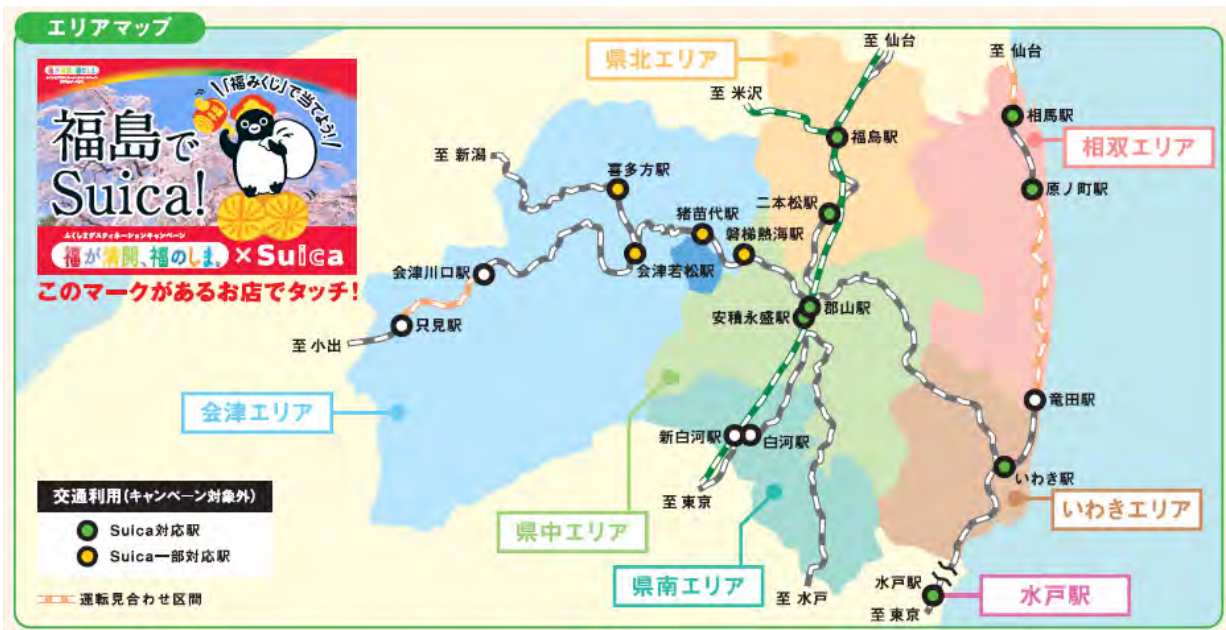 エリアマップ
「福みくじ」で当てよう!
福島で
Suica!
ふくしまデスティネーションキャンペーン
福が満開、福のしま。×Suica
このマークがあるお店でタッチ!
県北エリア
至 仙台
至 仙台
至 米沢
相馬駅
福島駅
相双エリア
至 新潟
喜多方駅
原ノ町駅
二本松駅
猪苗代駅
磐梯熱海駅
会津若松駅
会津川口駅
郡山駅
安積永盛駅
只見駅
至 小出
会津エリア
竜田駅
新白河駅
白河駅
いわき駅
至 東京
いわきエリア
県中エリア
県南エリア
至 水戸
水戸駅
水戸駅
至 東京
交通利用(キャンペーン対象外)
Suica対応駅
Suica一部対応駅
運転見合わせ区間